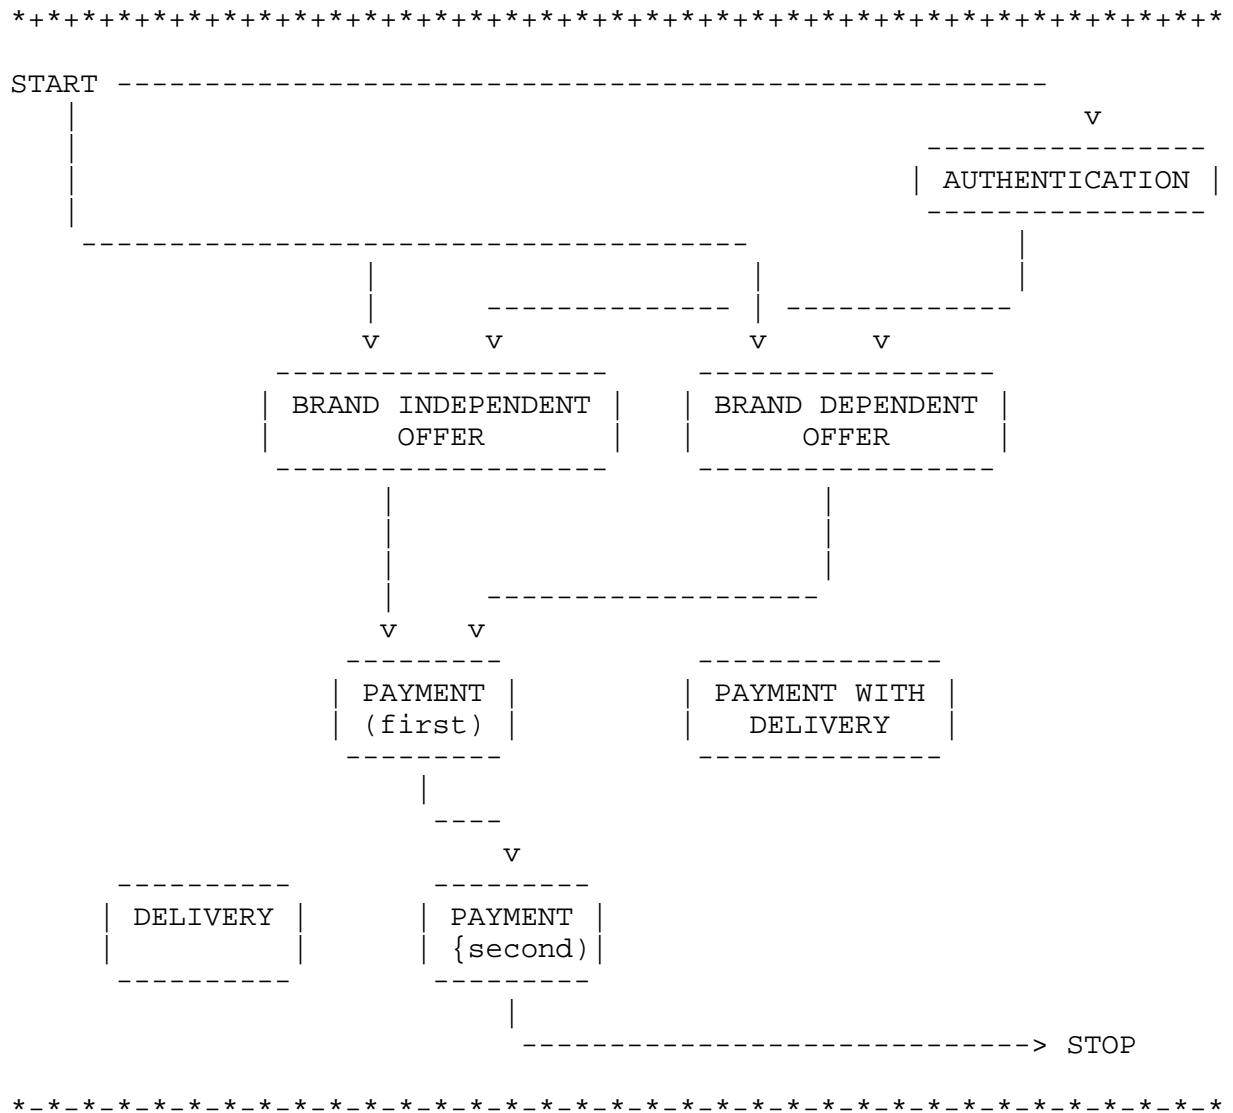 *+*+*+*+*+*+*+*+*+*+*+*+*+*+*+*+*+*+*+*+*+*+*+*+*+*+*+*+*+*+*+*+*+*+*
START
v
AUTHENTICATION
v v v v
BRAND INDEPENDENT BRAND DEPENDENT
OFFER OFFER
v v
PAYMENT PAYMENT WITH
(first) DELIVERY
v
DELIVERY PAYMENT
{second)
> STOP
*-*-*-*-*-*-*-*-*-*-*-*-*-*-*-*-*-*-*-*-*-*-*-*-*-*-*-*-*-*-*-*-*-*-*